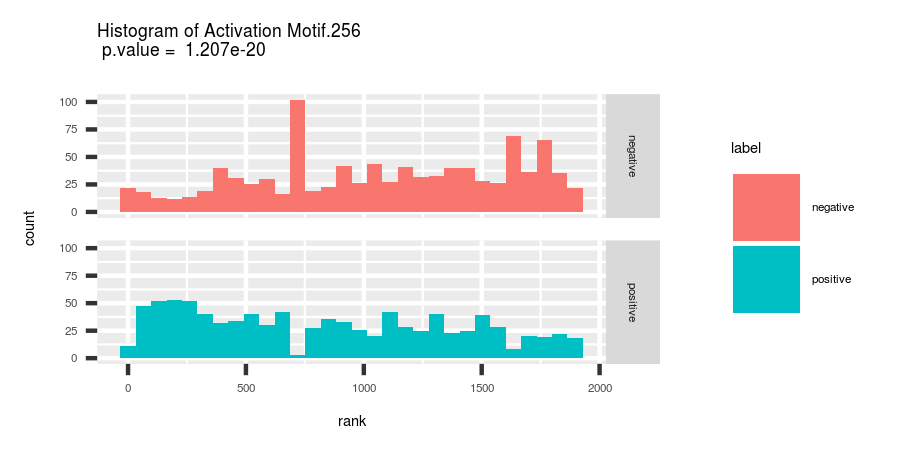 Histogram of Activation Motif.256
p.value =  1.207e-20
100
75
50
25
0
negative
100
75
50
25
0
positive
0
500
1000
1500
2000
rank
count
label
negative
positive